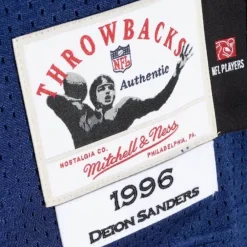 THROWBACKS
NFL
Authentic
NFL PLAYERS
NOSTALGIA CO.
Mitchell & Ness
PHILADELPHIA, PA.
1996
DEION SANDERS